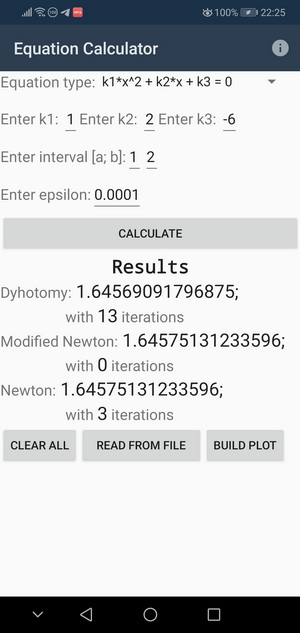 100% 22:25
Equation Calculator
Equation type: k1*x^2 + k2*x + k3 = 0
Enter k1: 1 Enter k2: 2 Enter k3: -6
Enter interval [a; b]: 1 2
Enter epsilon: 0.0001
CALCULATE
Results
Dyhotomy: 1.64569091796875;
with 13 iterations
Modified Newton: 1.64575131233596;
with 0 iterations
Newton: 1.64575131233596;
with 3 iterations
CLEAR ALL READ FROM FILE BUILD PLOT